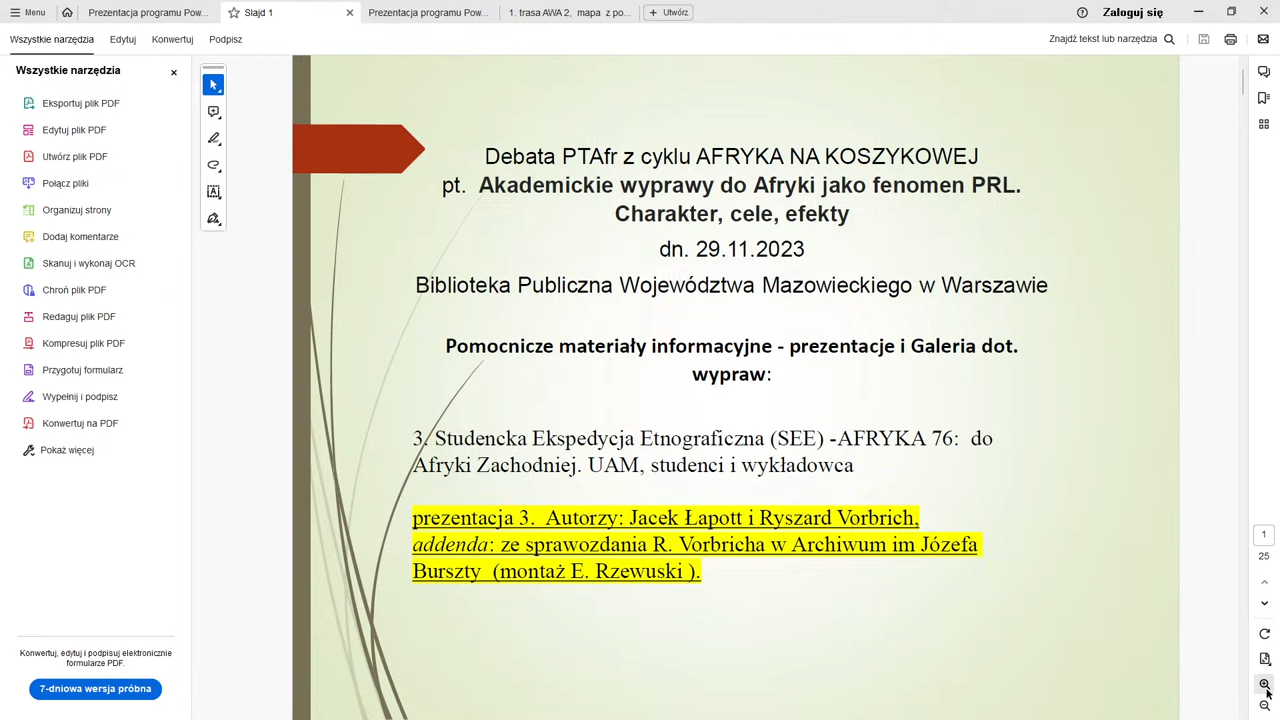 Menu
Prezentacja programu Pow...
Slajd 1
Prezentacja programu Pow...
1. trasa AWA 2, mapa z po...
Utwórz
Zaloguj się
Wszystkie narzędzia
Edytuj
Konwertuj
Podpisz
Znajdź tekst lub narzędzia
Wszystkie narzędzia
Eksportuj plik PDF
Edytuj plik PDF
Utwórz plik PDF
Połącz pliki
Organizuj strony
Dodaj komentarze
Skanuj i wykonaj OCR
Chroń plik PDF
Redaguj plik PDF
Kompresuj plik PDF
Przygotuj formularz
Wypełnij i podpisz
Konwertuj na PDF
Pokaż więcej
Konwertuj, edytuj i podpisuj elektronicznie
formularze PDF.
7-dniowa wersja próbna
Debata PTAfr z cyklu AFRYKA NA KOSZYKOWEJ
pt. Akademickie wyprawy do Afryki jako fenomen PRL.
Charakter, cele, efekty
dn. 29.11.2023
Biblioteka Publiczna Województwa Mazowieckiego w Warszawie
Pomocnicze materiały informacyjne - prezentacje i Galeria dot.
wypraw:
3. Studencka Ekspedycja Etnograficzna (SEE) -AFRYKA 76: do
Afryki Zachodniej. UAM, studenci i wykładowca
prezentacja 3. Autorzy: Jacek Łapott i Ryszard Vorbrich,
addenda: ze sprawozdania R. Vorbricha w Archiwum im Józefa
Burszty (montaż E. Rzewuski ).
1
25